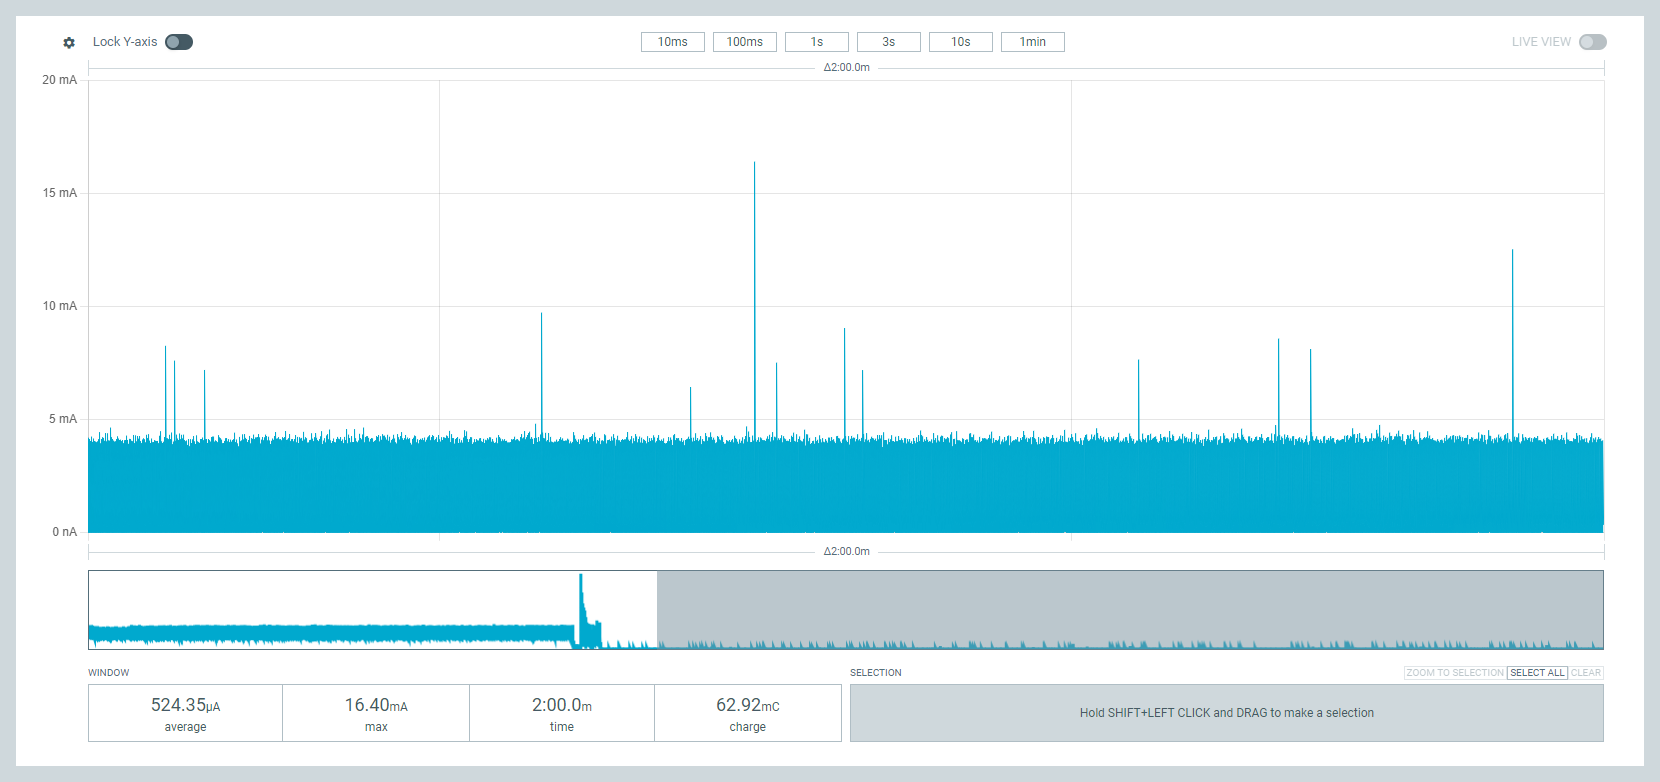 Lock Y-axis
10ms 100ms 1s 3s 10s 1min
LIVE VIEW
Δ2:00.0m
20 mA
15 mA
10 mA
5 mA
0 nA
Δ2:00.0m
WINDOW
524.35μA
average
16.40mA
max
2:00.0m
time
62.92mC
charge
SELECTION
ZOOM TO SELECTION SELECT ALL CLEAR
Hold SHIFT+LEFT CLICK and DRAG to make a selection